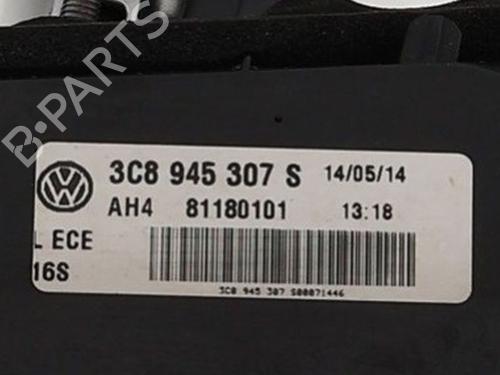 B-PARTS
3C8 945 307 S 14/05/14
AH4 81180101 13:18
L ECE
16S
3C8 945 307 S00071446